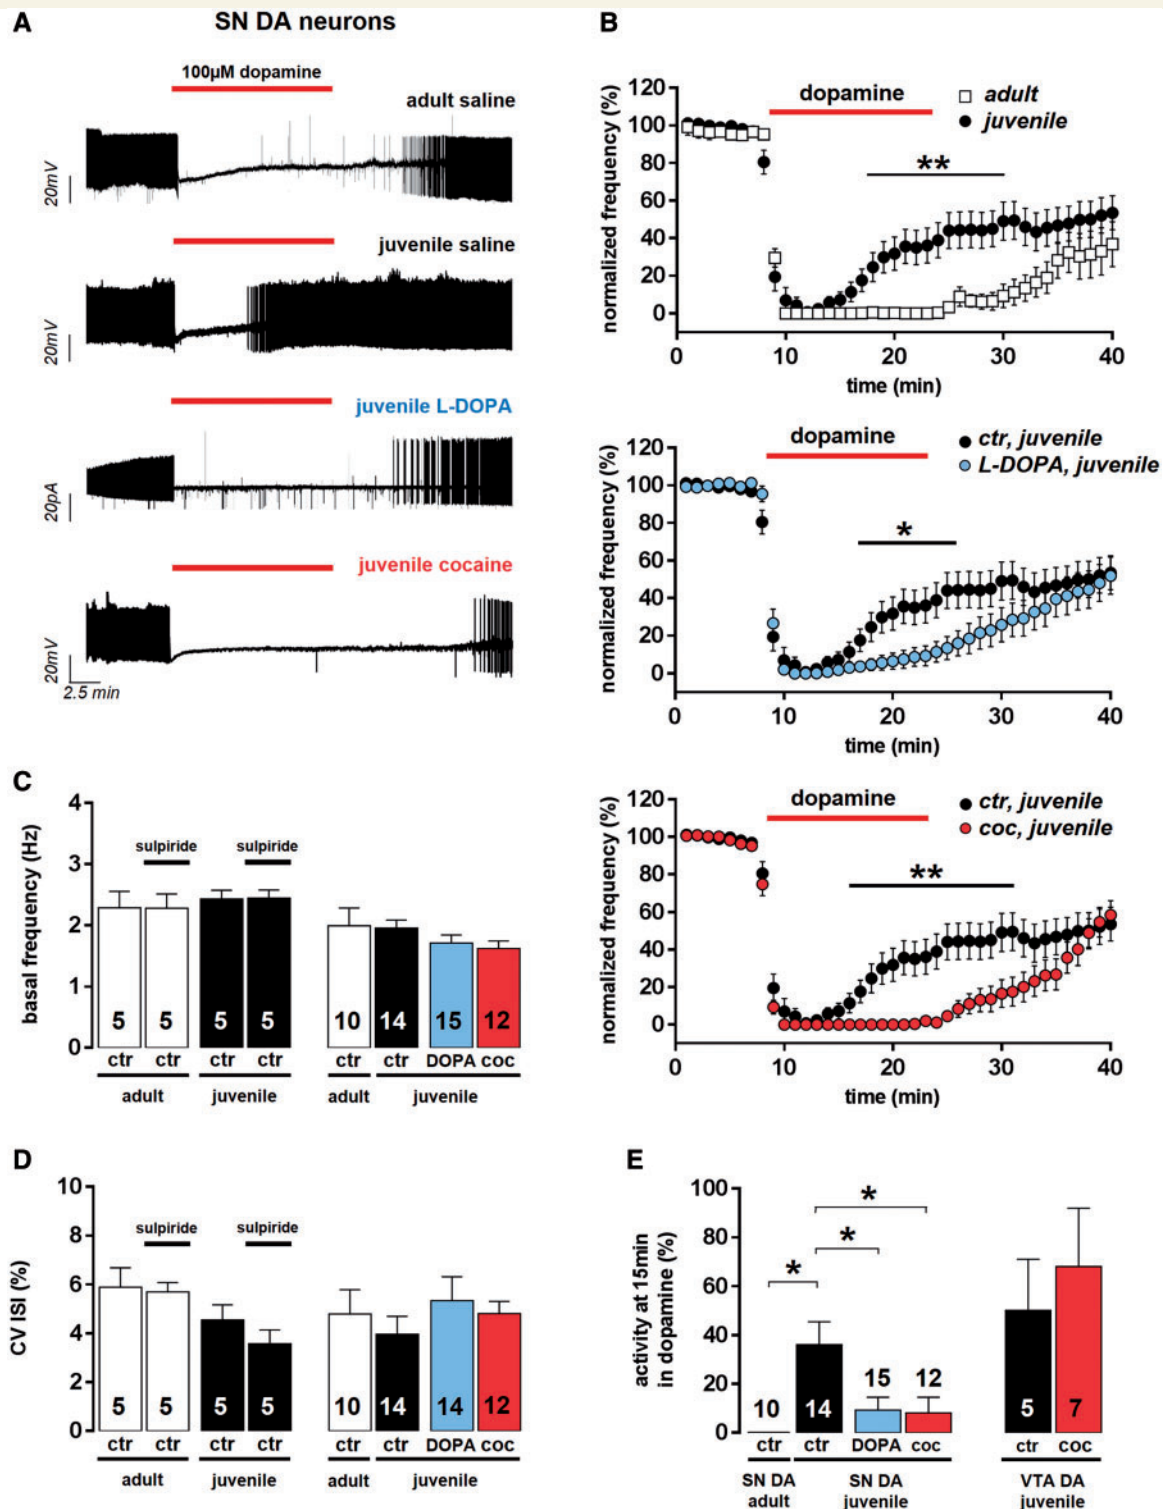 A
SN DA neurons
100µM dopamine
adult saline
20mV
juvenile saline
20mV
juvenile L-DOPA
20pA
juvenile cocaine
20mV
2.5 min
B
normalized frequency (%)
120
100
80
60
40
20
0
dopamine
adult
juvenile
**
0 10 20 30 40
time (min)
normalized frequency (%)
120
100
80
60
40
20
0
dopamine
ctr, juvenile
L-DOPA, juvenile
*
0 10 20 30 40
time (min)
normalized frequency (%)
120
100
80
60
40
20
0
dopamine
ctr, juvenile
coc, juvenile
**
0 10 20 30 40
time (min)
C
basal frequency (Hz)
4
3
2
1
0
sulpiride sulpiride
5 5 5 5 10 14 15 12
ctr ctr ctr ctr ctr ctr DOPA coc
adult juvenile adult juvenile
D
CV ISI (%)
10
8
6
4
2
0
sulpiride sulpiride
5 5 5 5 10 14 14 12
ctr ctr ctr ctr ctr ctr DOPA coc
adult juvenile adult juvenile
E
activity at 15min
in dopamine (%)
100
80
60
40
20
0
*
*
*
10 14 15 12 5 7
ctr ctr DOPA coc ctr coc
SN DA SN DA VTA DA
adult juvenile juvenile